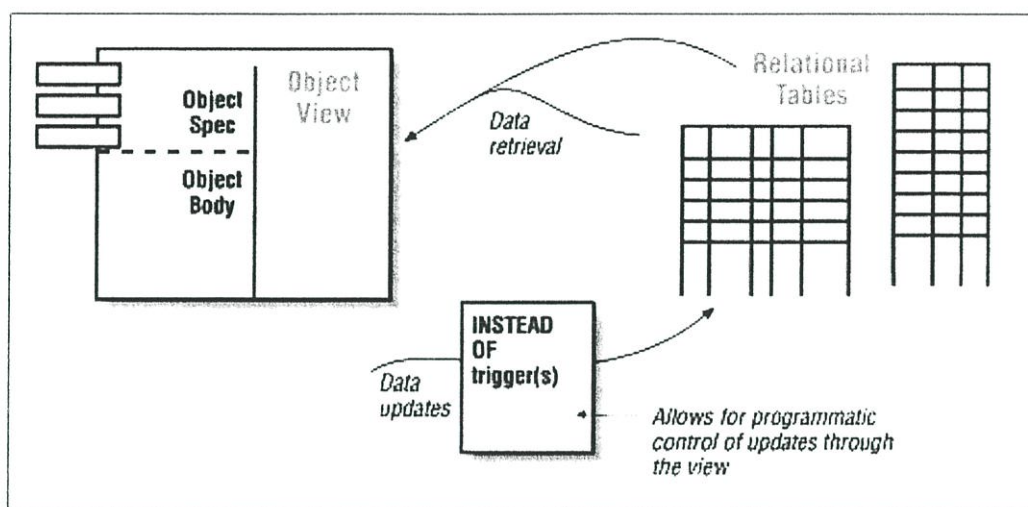 Object
Spec
Object
View
Object
Body
Data
retrieval
Relational
Tables
INSTEAD
OF
trigger(s)
Data
updates
Allows for programmatic
control of updates through
the view